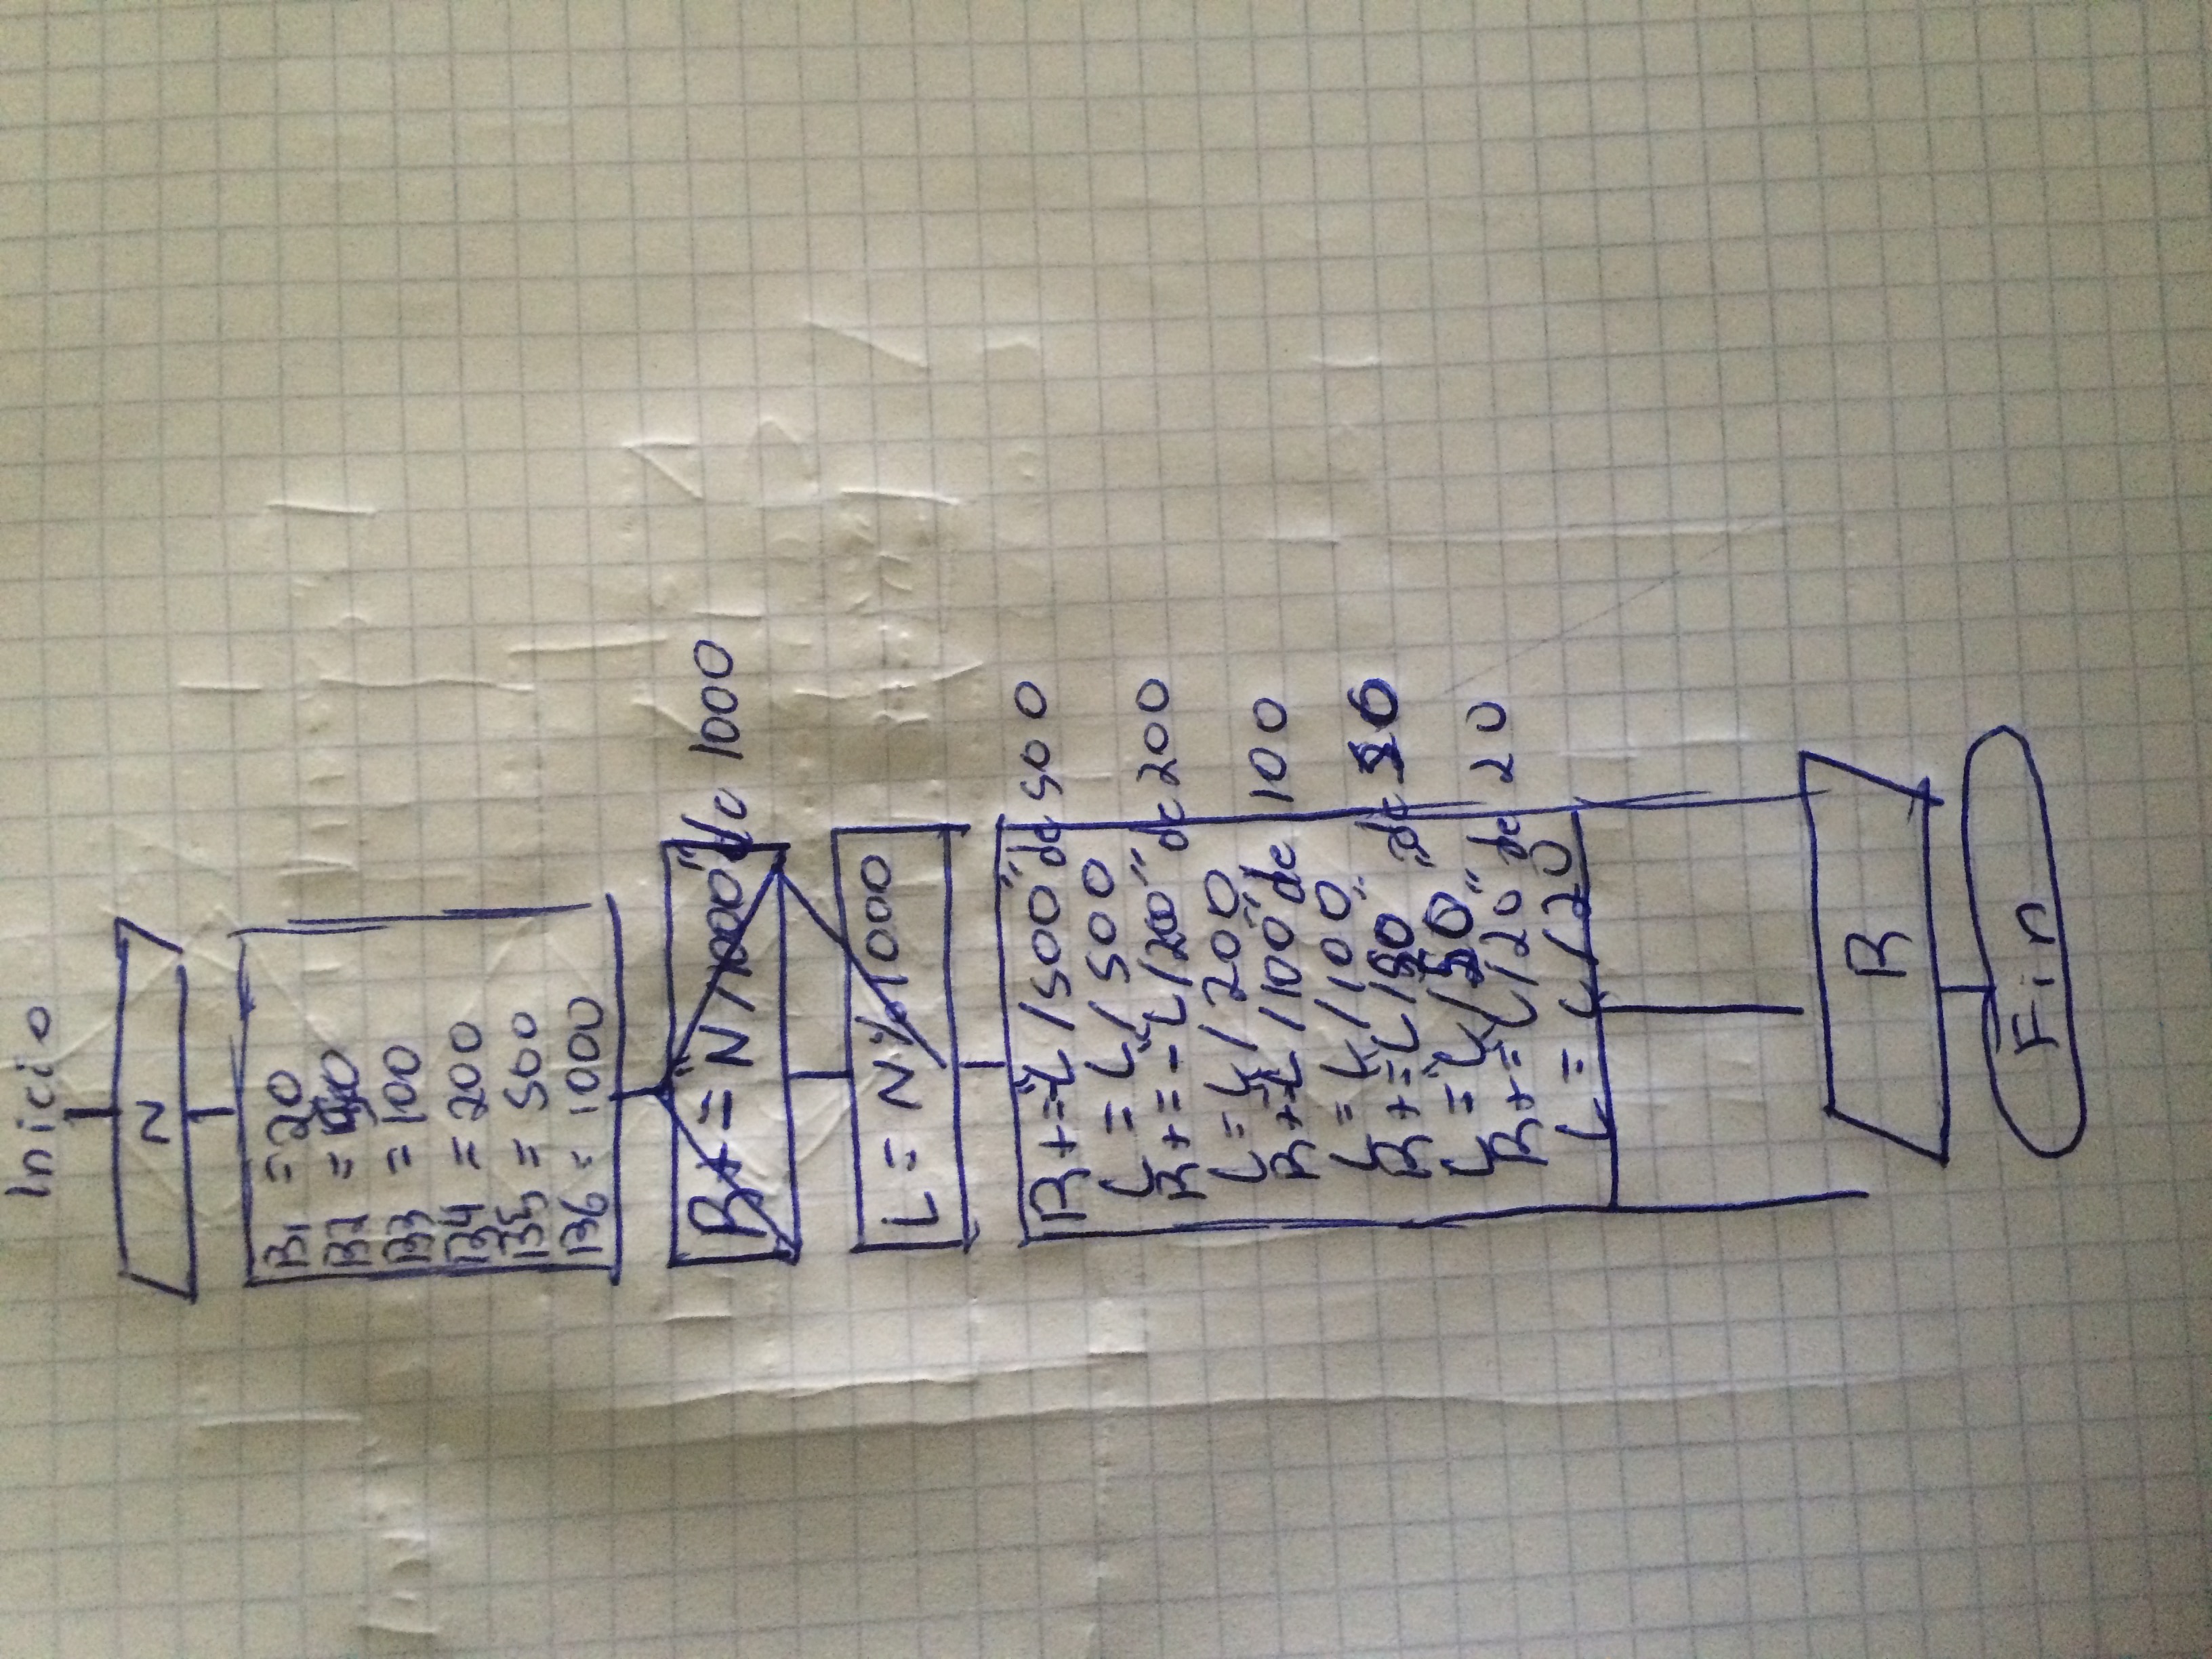 Inicio
N
B1 = 20
B2 = 50
B3 = 100
B4 = 200
B5 = 500
B6 = 1000
R+="N/1000" de 1000
L = N%1000
R+="L/500" de 500
L = L/500
R+="L/200" de 200
L = L/200
R+="L/100" de 100
L = L/100
R+="L/50" de
L = L/50
R+="L/20" de 20
L = L/20
R
Fin